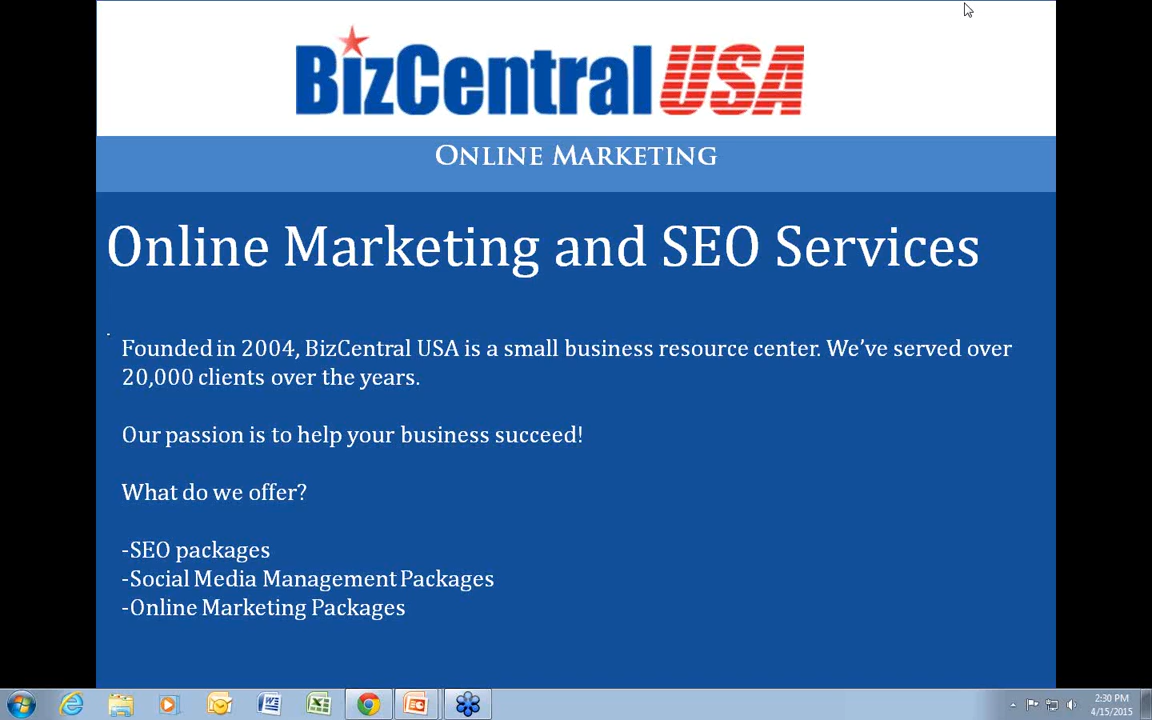 BizCentral USA
Online Marketing
Online Marketing and SEO Services
Founded in 2004, BizCentral USA is a small business resource center. We’ve served over
20,000 clients over the years.
Our passion is to help your business succeed!
What do we offer?
-SEO packages
-Social Media Management Packages
-Online Marketing Packages
2:30 PM
4/15/2015